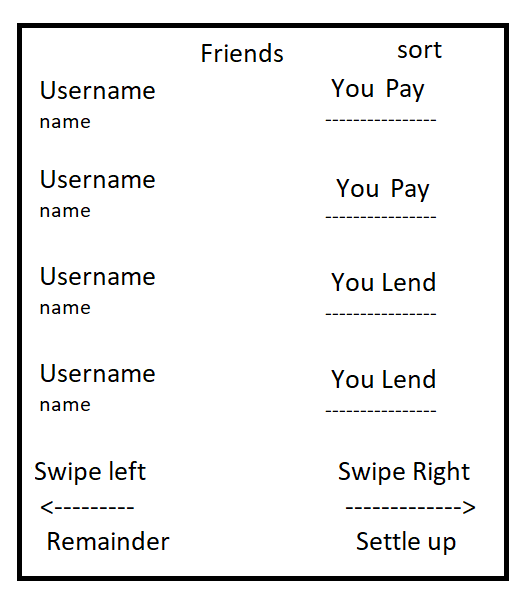 Friends sort
Username You Pay
name ----------------
Username You Pay
name ----------------
Username You Lend
name ----------------
Username You Lend
name ----------------
Swipe left Swipe Right
<--------- ------------->
Remainder Settle up